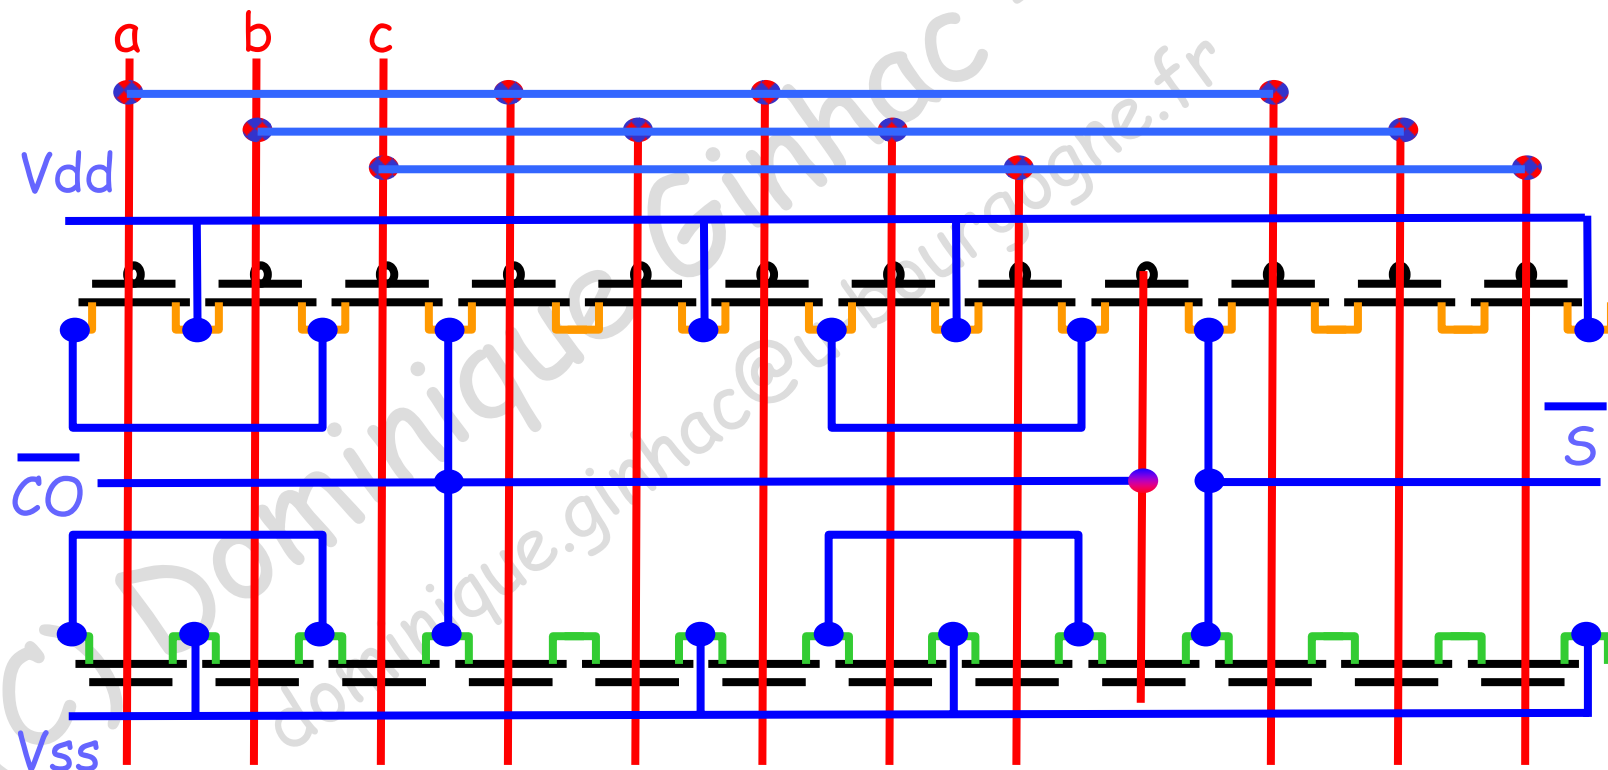 a b c
Vdd
CO
S
Vss
(C) Dominique Ginhac
dominique.ginhac@u-bourgogne.fr